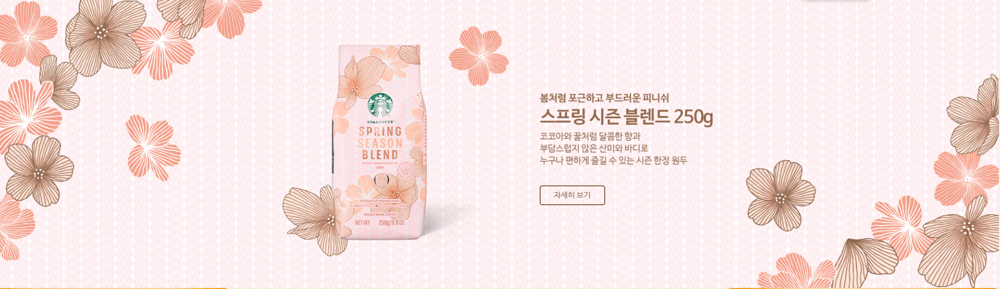 STARBUCKS
SPRING
SEASON
BLEND
2024
STARBUCKS® MEDIUM ROAST
LIGHT DARK
WHOLE BEAN COFFEE
NET WT 250g/8.8 OZ
봄처럼 포근하고 부드러운 피니쉬
스프링 시즌 블렌드 250g
코코아와 꿀처럼 달콤한 향과
부담스럽지 않은 산미와 바디로
누구나 편하게 즐길 수 있는 시즌 한정 원두
자세히 보기